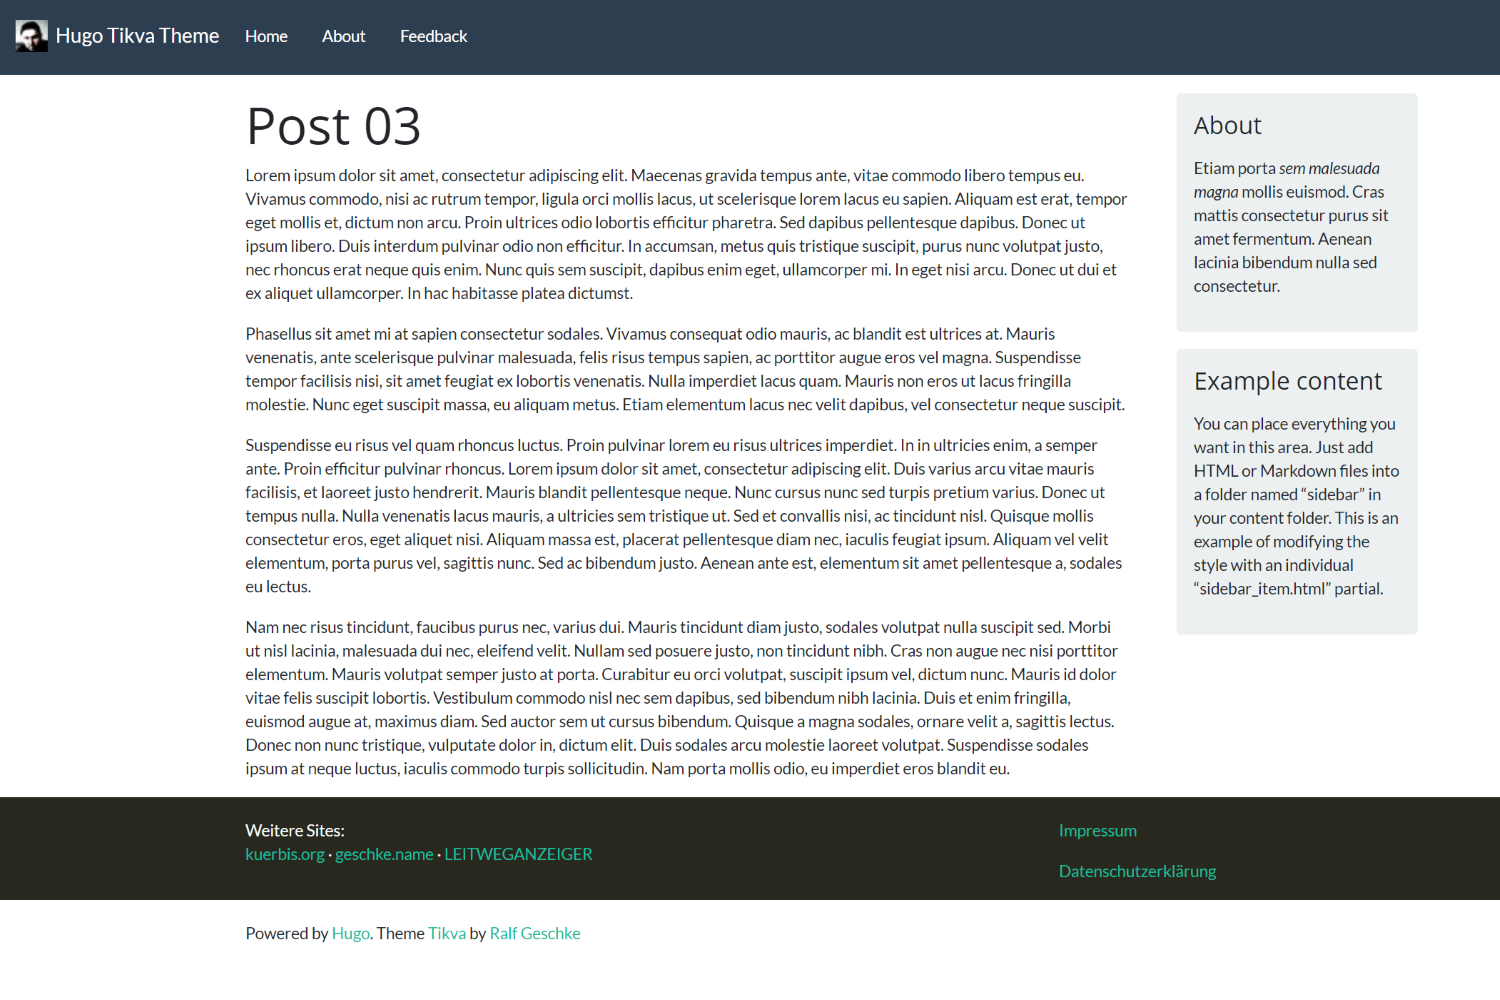 Hugo Tikva Theme Home About Feedback
Post 03
Lorem ipsum dolor sit amet, consectetur adipiscing elit. Maecenas gravida tempus ante, vitae commodo libero tempus eu.
Vivamus commodo, nisi ac rutrum tempor, ligula orci mollis lacus, ut scelerisque lorem lacus eu sapien. Aliquam est erat, tempor
eget mollis et, dictum non arcu. Proin ultrices odio lobortis efficitur pharetra. Sed dapibus pellentesque dapibus. Donec ut
ipsum libero. Duis interdum pulvinar odio non efficitur. In accumsan, metus quis tristique suscipit, purus nunc volutpat justo,
nec rhoncus erat neque quis enim. Nunc quis sem suscipit, dapibus enim eget, ullamcorper mi. In eget nisi arcu. Donec ut dui et
ex aliquet ullamcorper. In hac habitasse platea dictumst.
Phasellus sit amet mi at sapien consectetur sodales. Vivamus consequat odio mauris, ac blandit est ultrices at. Mauris
venenatis, ante scelerisque pulvinar malesuada, felis risus tempus sapien, ac porttitor augue eros vel magna. Suspendisse
tempor facilisis nisi, sit amet feugiat ex lobortis venenatis. Nulla imperdiet lacus quam. Mauris non eros ut lacus fringilla
molestie. Nunc eget suscipit massa, eu aliquam metus. Etiam elementum lacus nec velit dapibus, vel consectetur neque suscipit.
Suspendisse eu risus vel quam rhoncus luctus. Proin pulvinar lorem eu risus ultrices imperdiet. In in ultricies enim, a semper
ante. Proin efficitur pulvinar rhoncus. Lorem ipsum dolor sit amet, consectetur adipiscing elit. Duis varius arcu vitae mauris
facilisis, et laoreet justo hendrerit. Mauris blandit pellentesque neque. Nunc cursus nunc sed turpis pretium varius. Donec ut
tempus nulla. Nulla venenatis lacus mauris, a ultricies sem tristique ut. Sed et convallis nisi, ac tincidunt nisl. Quisque mollis
consectetur eros, eget aliquet nisi. Aliquam massa est, placerat pellentesque diam nec, iaculis feugiat ipsum. Aliquam vel velit
elementum, porta purus vel, sagittis nunc. Sed ac bibendum justo. Aenean ante est, elementum sit amet pellentesque a, sodales
eu lectus.
Nam nec risus tincidunt, faucibus purus nec, varius dui. Mauris tincidunt diam justo, sodales volutpat nulla suscipit sed. Morbi
ut nisl lacinia, malesuada dui nec, eleifend velit. Nullam sed posuere justo, non tincidunt nibh. Cras non augue nec nisi porttitor
elementum. Mauris volutpat semper justo at porta. Curabitur eu orci volutpat, suscipit ipsum vel, dictum nunc. Mauris id dolor
vitae felis suscipit lobortis. Vestibulum commodo nisl nec sem dapibus, sed bibendum nibh lacinia. Duis et enim fringilla,
euismod augue at, maximus diam. Sed auctor sem ut cursus bibendum. Quisque a magna sodales, ornare velit a, sagittis lectus.
Donec non nunc tristique, vulputate dolor in, dictum elit. Duis sodales arcu molestie laoreet volutpat. Suspendisse sodales
ipsum at neque luctus, iaculis commodo turpis sollicitudin. Nam porta mollis odio, eu imperdiet eros blandit eu.
About
Etiam porta sem malesuada
magna mollis euismod. Cras
mattis consectetur purus sit
amet fermentum. Aenean
lacinia bibendum nulla sed
consectetur.
Example content
You can place everything you
want in this area. Just add
HTML or Markdown files into
a folder named “sidebar” in
your content folder. This is an
example of modifying the
style with an individual
“sidebar_item.html” partial.
Weitere Sites:
kuerbis.org · geschke.name · LEITWEGANZEIGER
Impressum
Datenschutzerklärung
Powered by Hugo. Theme Tikva by Ralf Geschke